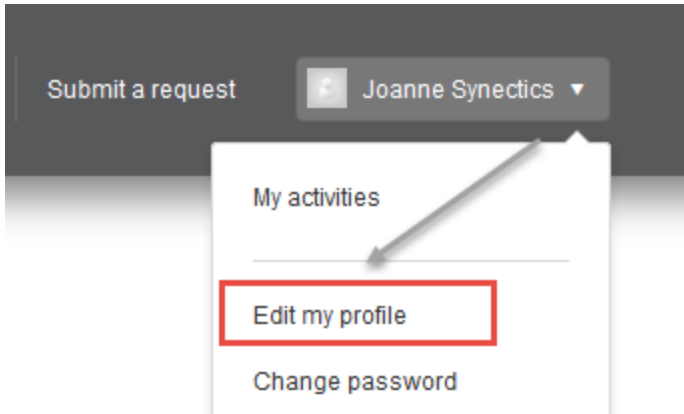 Submit a request
Joanne Synectics ▼
My activities
Edit my profile
Change password